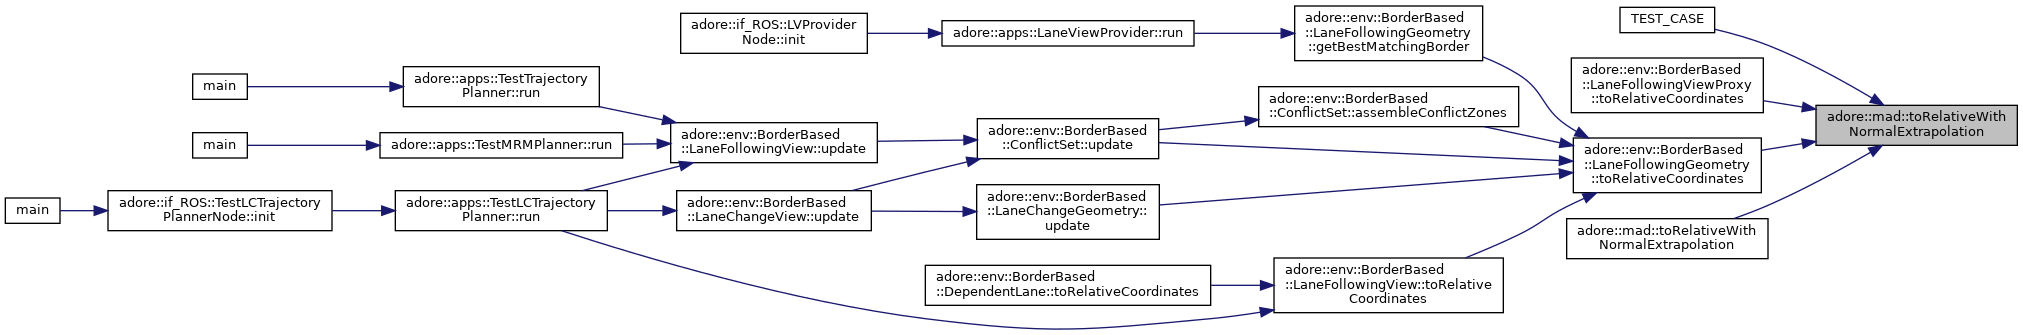 adore::if_ROS::LVProvider
Node::init
adore::apps::LaneViewProvider::run
adore::env::BorderBased
::LaneFollowingGeometry
::getBestMatchingBorder
TEST_CASE
main
adore::apps::TestTrajectory
Planner::run
adore::env::BorderBased
::ConflictSet::assembleConflictZones
adore::env::BorderBased
::LaneFollowingViewProxy
::toRelativeCoordinates
adore::mad::toRelativeWith
NormalExtrapolation
main
adore::apps::TestMRMPlanner::run
adore::env::BorderBased
::LaneFollowingView::update
adore::env::BorderBased
::ConflictSet::update
adore::env::BorderBased
::LaneFollowingGeometry
::toRelativeCoordinates
main
adore::if_ROS::TestLCTrajectory
PlannerNode::init
adore::apps::TestLCTrajectory
Planner::run
adore::env::BorderBased
::LaneChangeView::update
adore::env::BorderBased
::LaneChangeGeometry::
update
adore::mad::toRelativeWith
NormalExtrapolation
adore::env::BorderBased
::DependentLane::toRelativeCoordinates
adore::env::BorderBased
::LaneFollowingView::toRelative
Coordinates